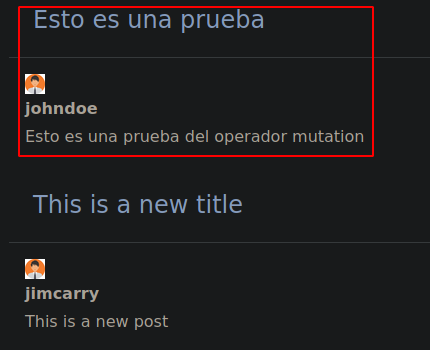 Esto es una prueba
johndoe
Esto es una prueba del operador mutation
This is a new title
jimcarry
This is a new post